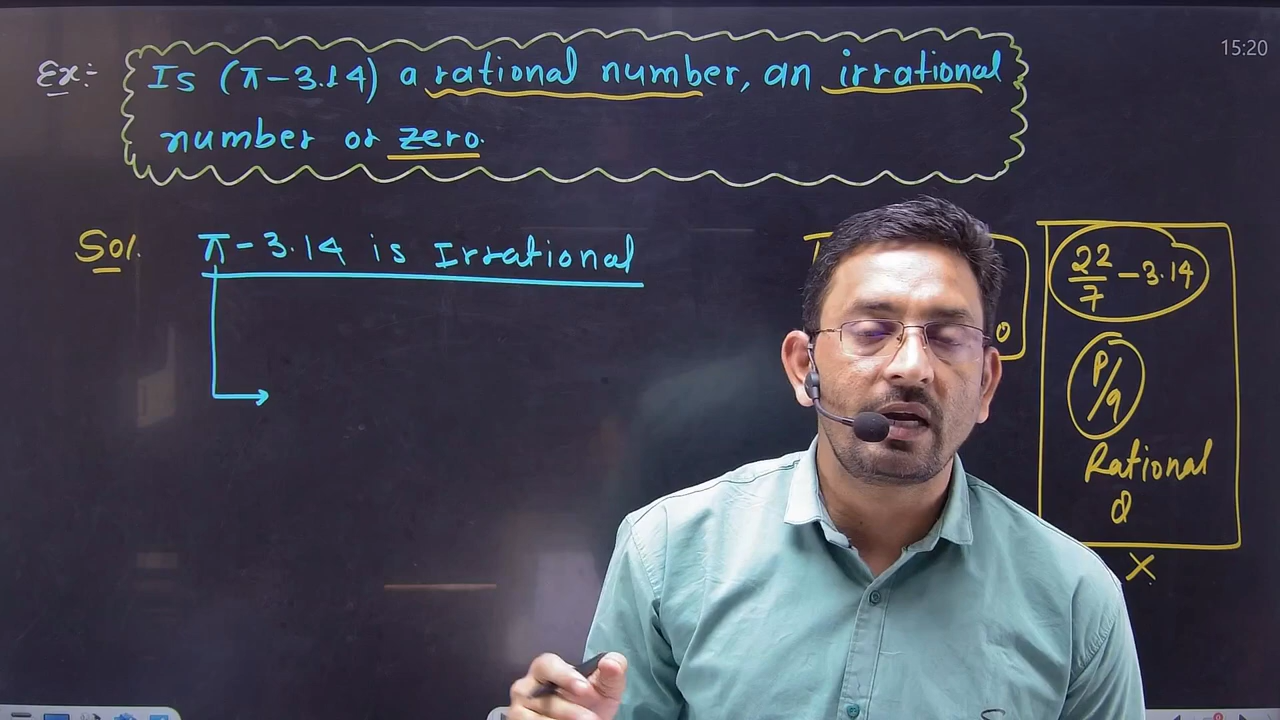 15:20
Ex:- Is (π-3.14) a rational number, an irrational
number or zero.
Sol. π-3.14 is Irrational
22/7 -3.14
0
P/q
Rational
X